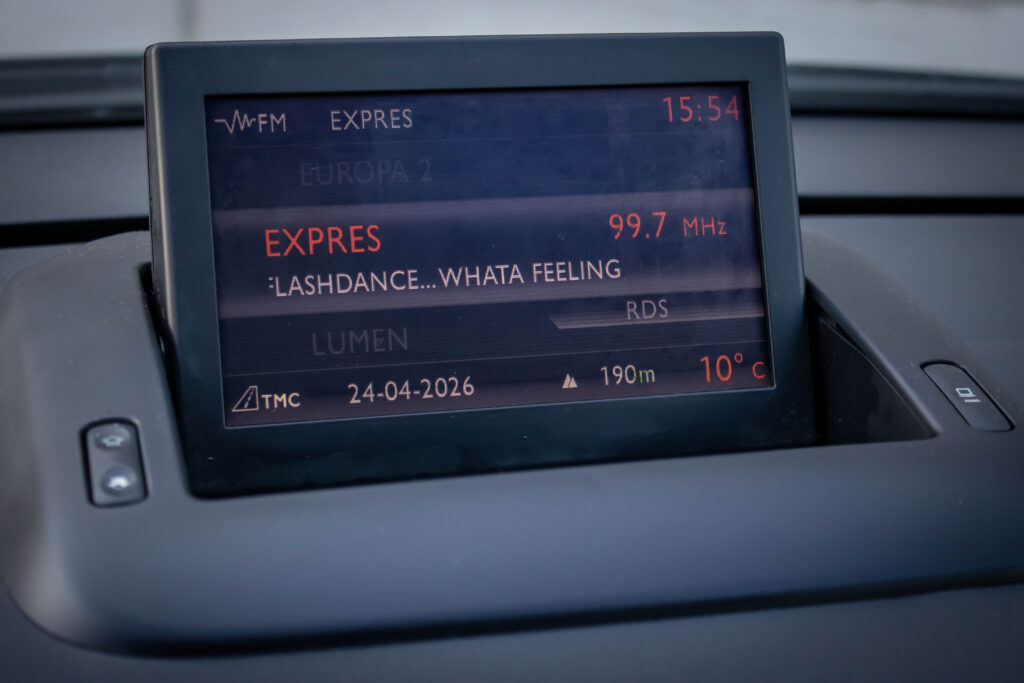 FM EXPRES 15:54
EUROPA 2
EXPRES 99.7 MHz
:LASHDANCE...WHATA FEELING
RDS
LUMEN
TMC 24-04-2026 190m 10° C